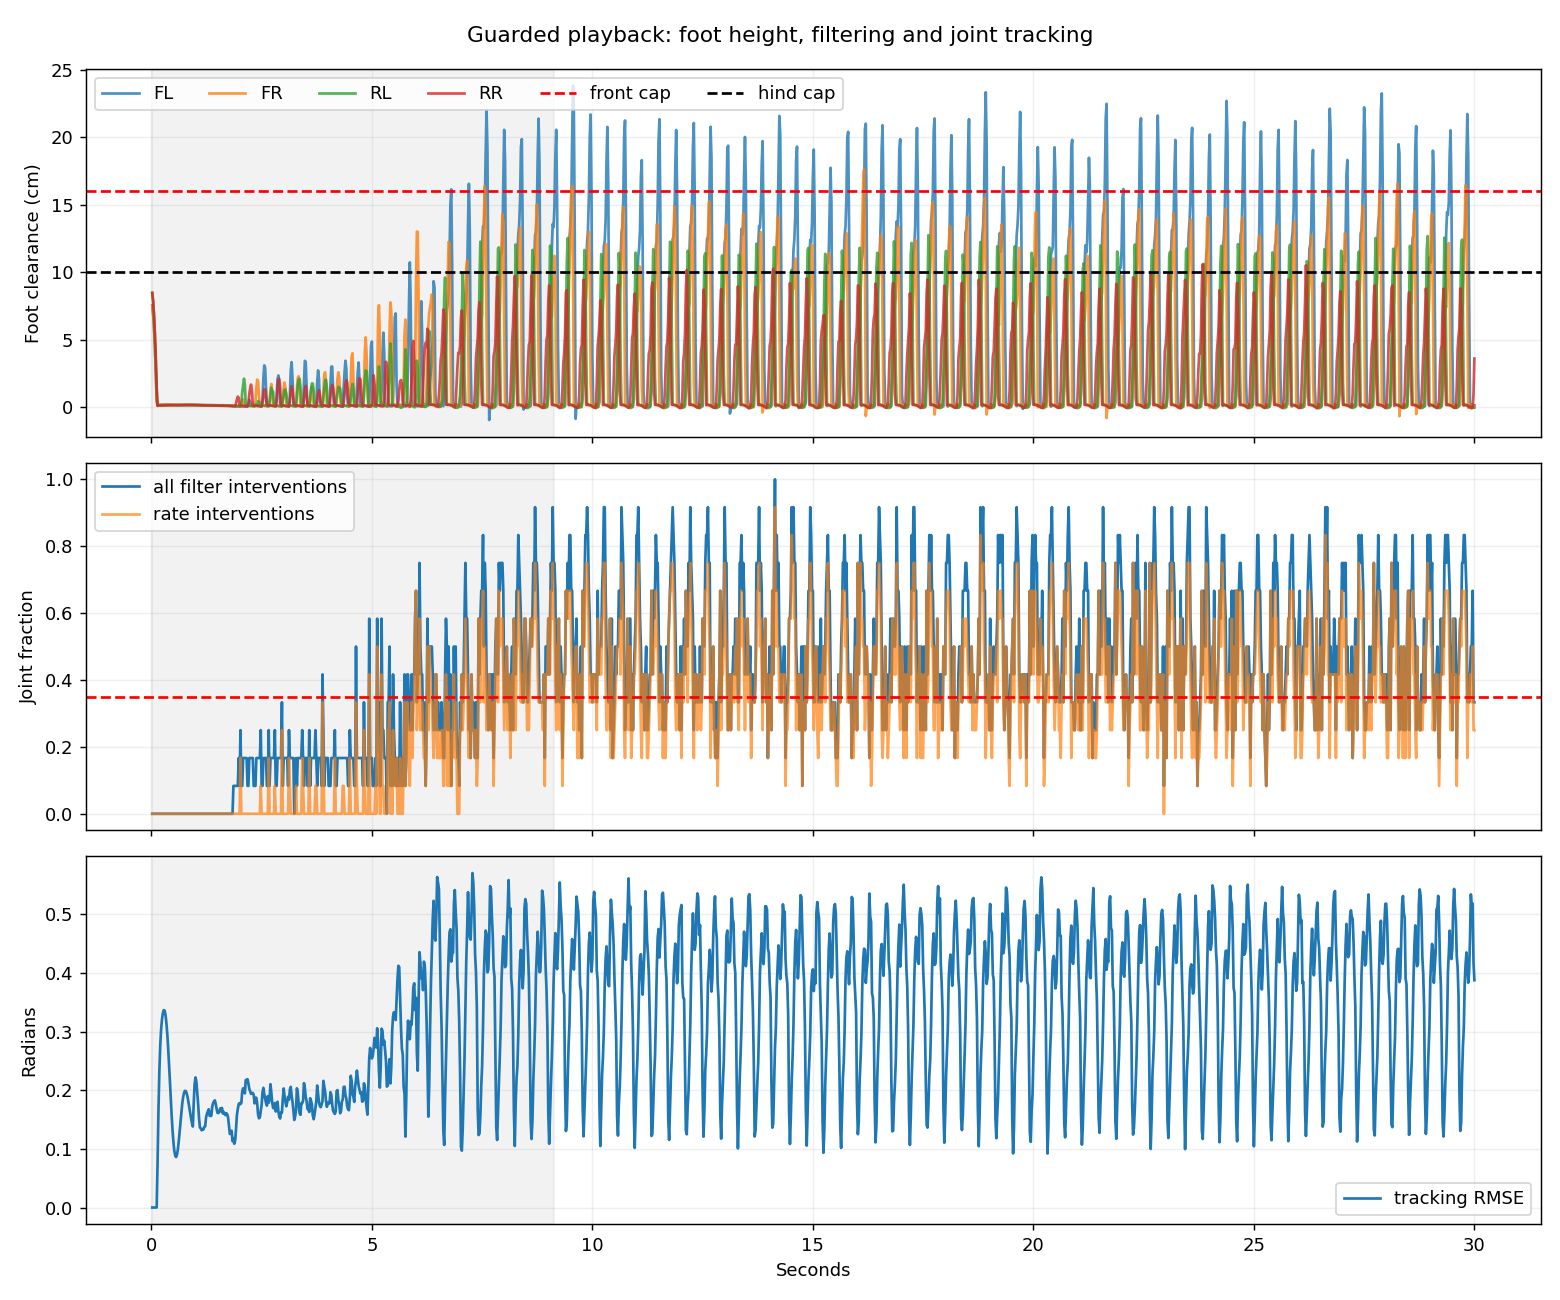 Guarded playback: foot height, filtering and joint tracking
25
20
15
10
5
0
Foot clearance (cm)
FL FR RL RR front cap hind cap
1.0
0.8
0.6
0.4
0.2
0.0
Joint fraction
all filter interventions
rate interventions
0.5
0.4
0.3
0.2
0.1
0.0
Radians
tracking RMSE
0 5 10 15 20 25 30
Seconds